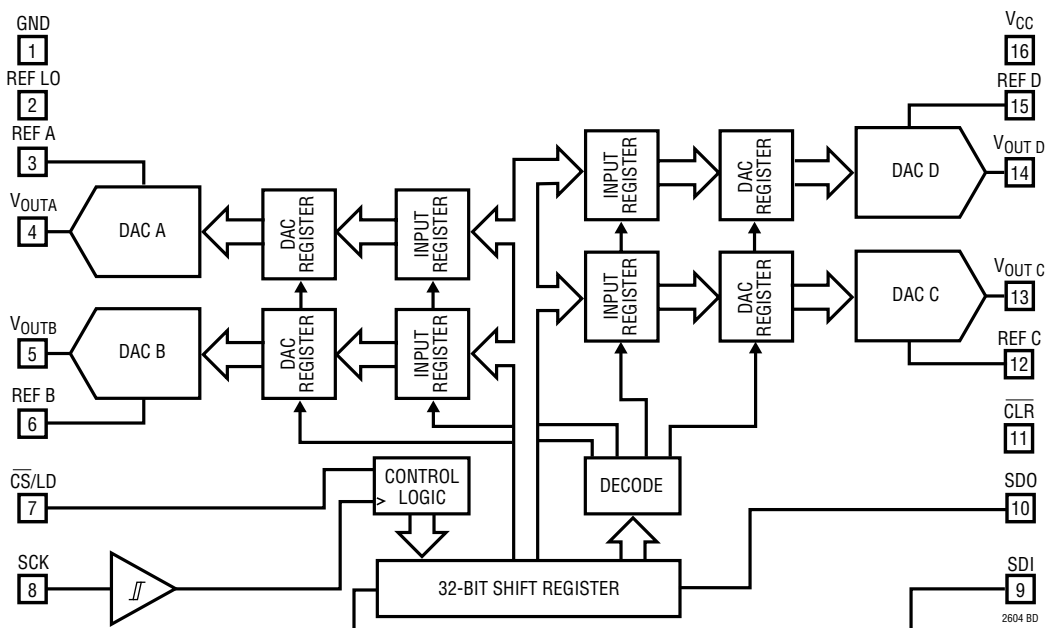 GND
1
REF LO
2
REF A
3
VOUTA
4
VOUTB
5
REF B
6
CS/LD
7
SCK
8
DAC A
DAC B
DAC
REGISTER
INPUT
REGISTER
DAC
REGISTER
INPUT
REGISTER
CONTROL
LOGIC
32-BIT SHIFT REGISTER
DECODE
INPUT
REGISTER
DAC
REGISTER
INPUT
REGISTER
DAC
REGISTER
DAC D
DAC C
VCC
16
REF D
15
VOUT D
14
VOUT C
13
REF C
12
CLR
11
SDO
10
SDI
9
2604 BD